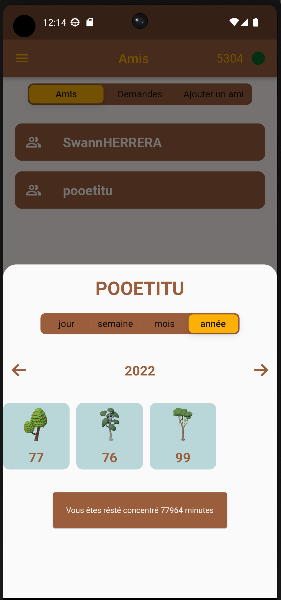 12:14
Amis
5304
Amis Demandes Ajouter un ami
SwannHERRERA
pooetitu
POOETITU
jour semaine mois année
2022
77 76 99
Vous êtes résté concentré 77964 minutes